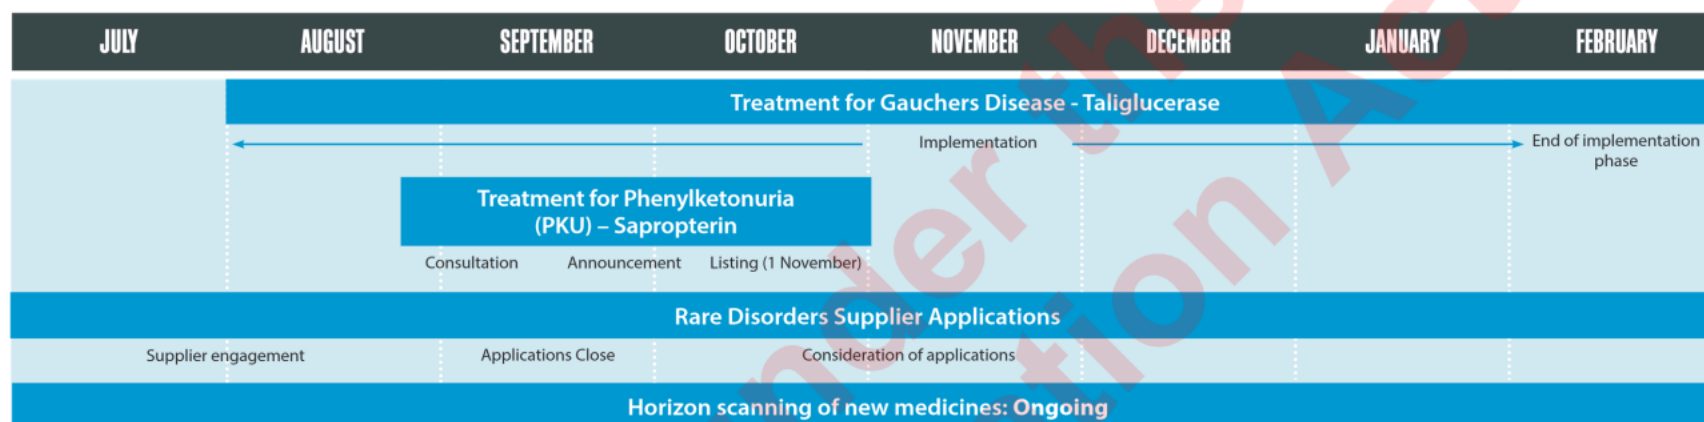 JULY AUGUST SEPTEMBER OCTOBER NOVEMBER DECEMBER JANUARY FEBRUARY
Treatment for Gauchers Disease - Taliglucerase
Implementation
End of implementation
phase
Treatment for Phenylketonuria
(PKU) – Sapropterin
Consultation Announcement Listing (1 November)
Rare Disorders Supplier Applications
Supplier engagement Applications Close Consideration of applications
Horizon scanning of new medicines: Ongoing